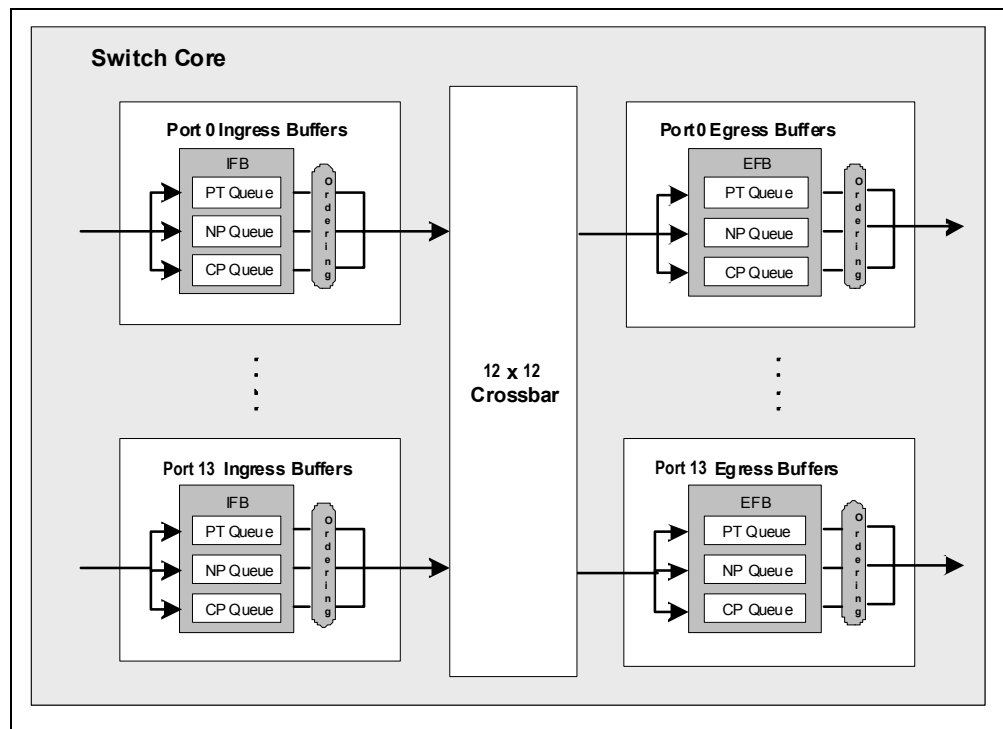 Switch Core
Port 0 Ingress Buffers
IFB
PT Queue
NP Queue
CP Queue
Ordering
12 x 12
Crossbar
Port0 Egress Buffers
EFB
PT Queue
NP Queue
CP Queue
Ordering
Port 13 Ingress Buffers
IFB
PT Queue
NP Queue
CP Queue
Ordering
Port 13 Egress Buffers
EFB
PT Queue
NP Queue
CP Queue
Ordering